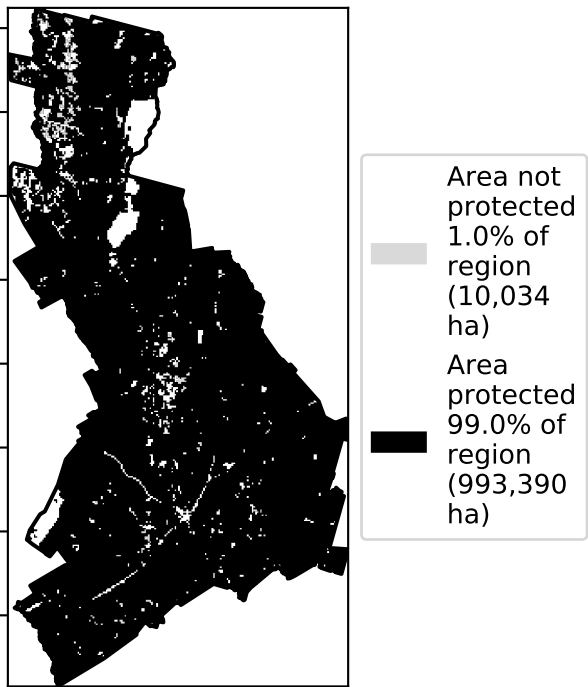 Area not
protected
1.0% of
region
(10,034
ha)
Area
protected
99.0% of
region
(993,390
ha)